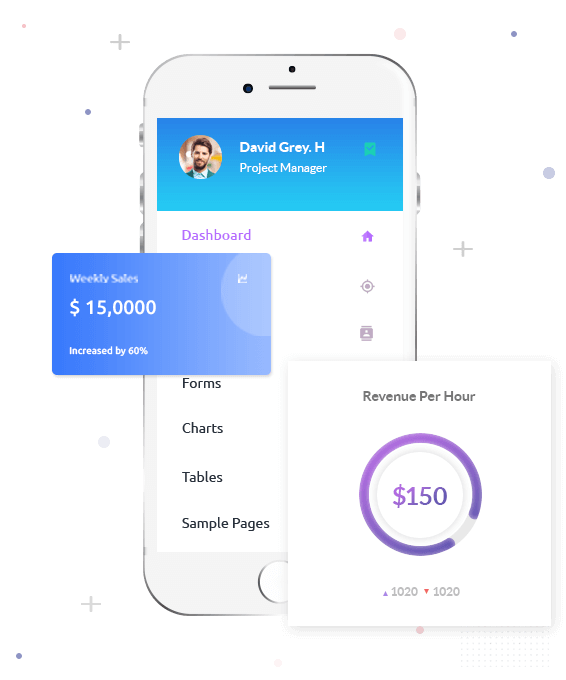 David Grey. H
Project Manager
Dashboard
Weekly Sales
$ 15,0000
Increased by 60%
Forms
Charts
Tables
Sample Pages
Revenue Per Hour
$150
1020 1020